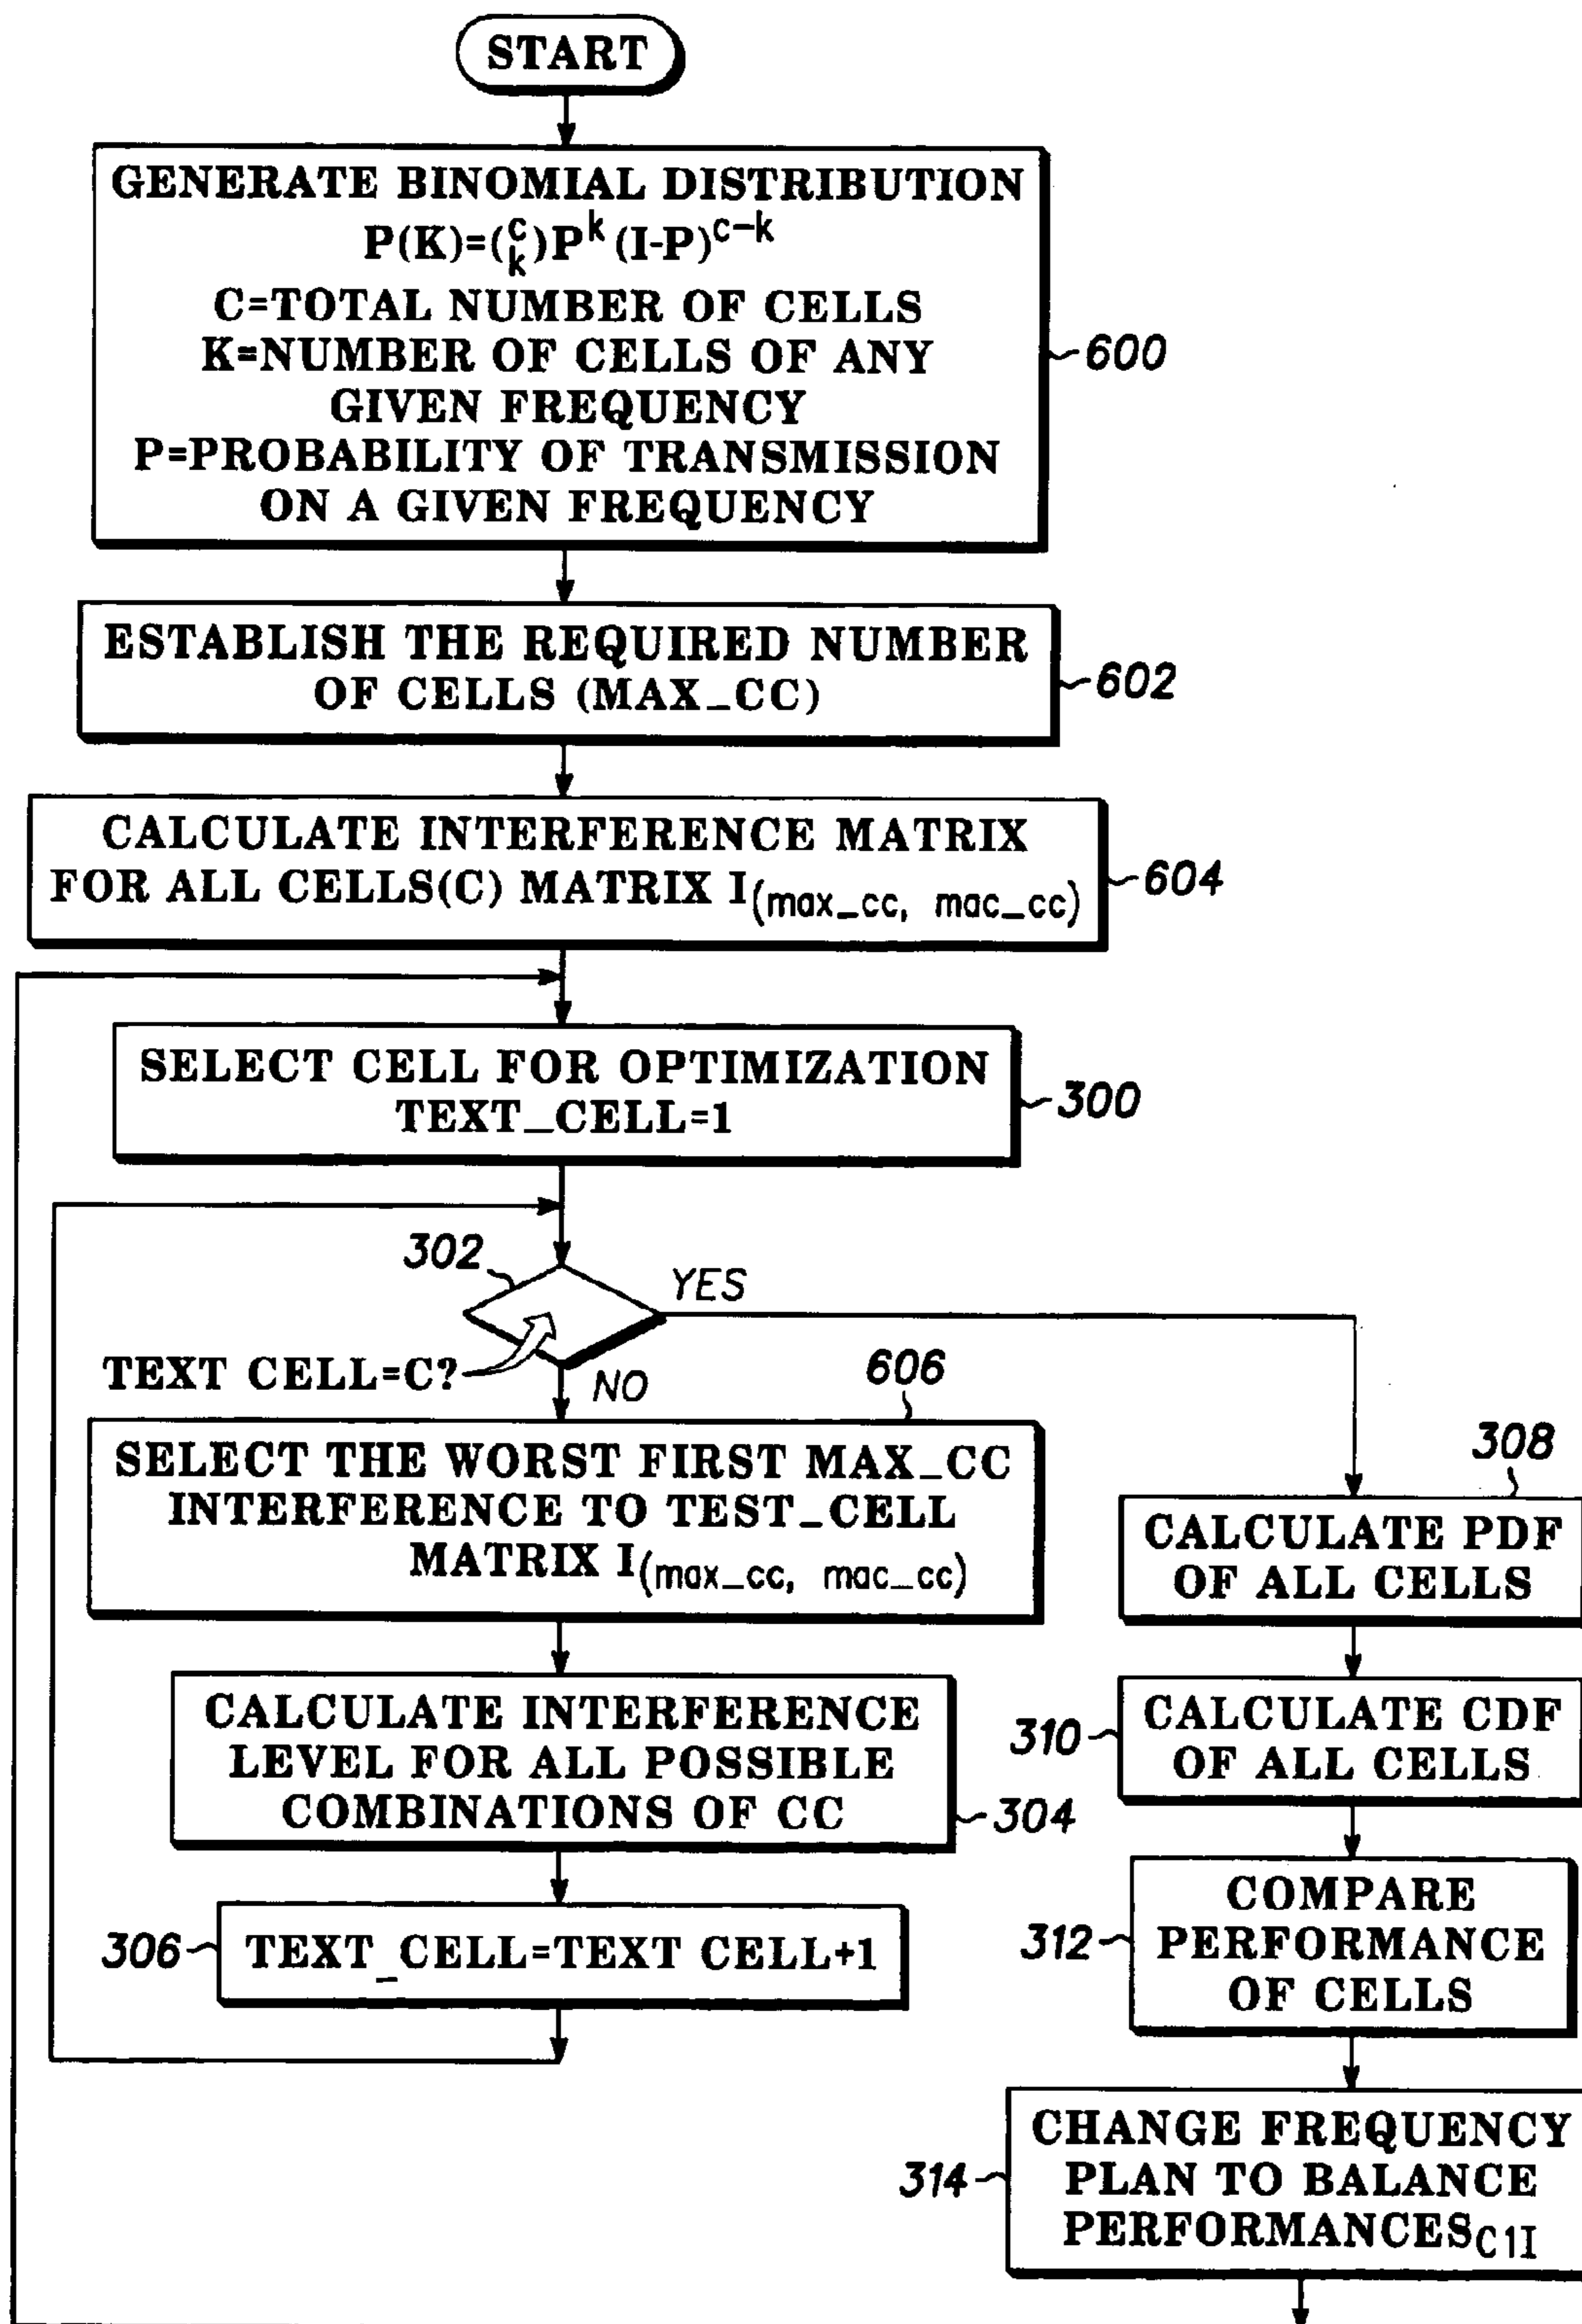 START
GENERATE BINOMIAL DISTRIBUTION
P(K)=(c k)P^k (I-P)^c-k
C=TOTAL NUMBER OF CELLS
K=NUMBER OF CELLS OF ANY
GIVEN FREQUENCY
P=PROBABILITY OF TRANSMISSION
ON A GIVEN FREQUENCY
600
ESTABLISH THE REQUIRED NUMBER
OF CELLS (MAX_CC)
602
CALCULATE INTERFERENCE MATRIX
FOR ALL CELLS(C) MATRIX I(max_cc, mac_cc)
604
SELECT CELL FOR OPTIMIZATION
TEXT_CELL=1
300
302
YES
TEXT CELL=C?
NO
606
SELECT THE WORST FIRST MAX_CC
INTERFERENCE TO TEST_CELL
MATRIX I(max_cc, mac_cc)
CALCULATE INTERFERENCE
LEVEL FOR ALL POSSIBLE
COMBINATIONS OF CC
304
306
TEXT_CELL=TEXT CELL+1
308
CALCULATE PDF
OF ALL CELLS
310
CALCULATE CDF
OF ALL CELLS
312
COMPARE
PERFORMANCE
OF CELLS
314
CHANGE FREQUENCY
PLAN TO BALANCE
PERFORMANCESC1I